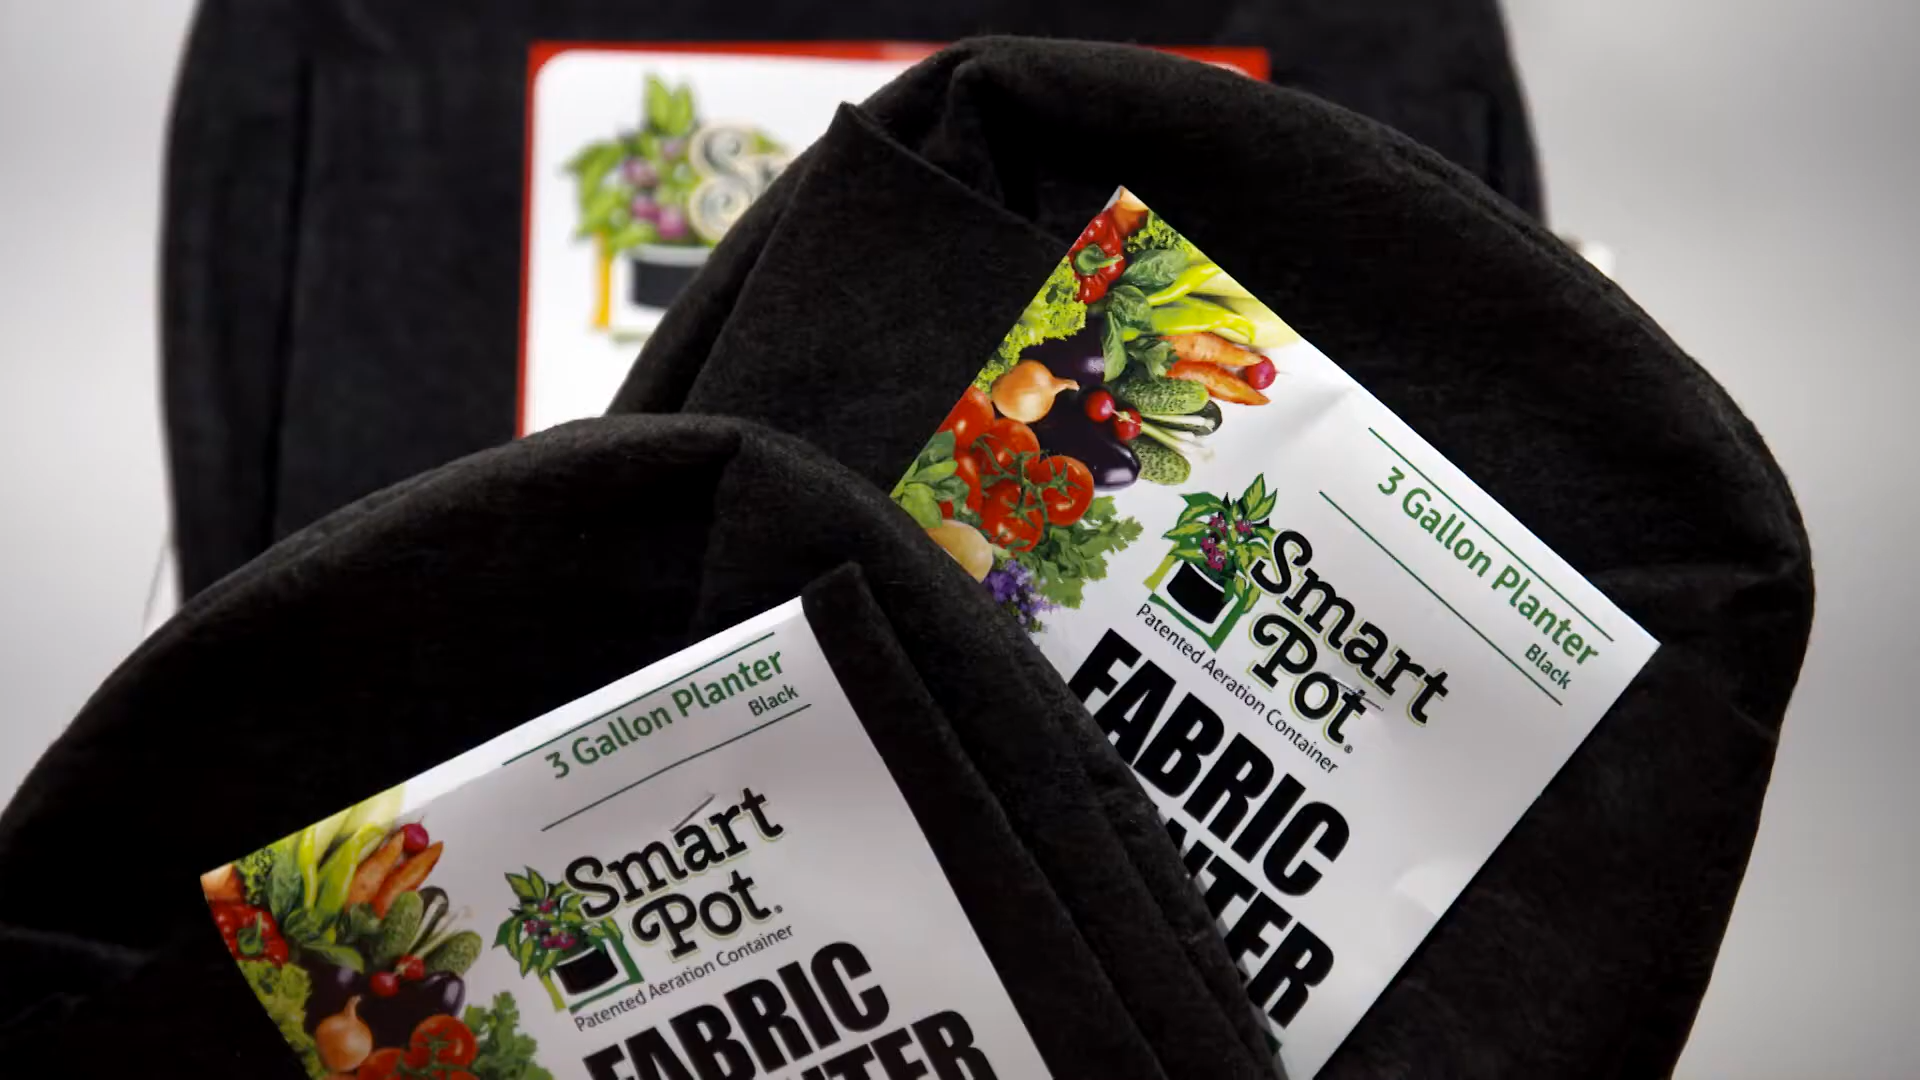 3 Gallon Planter
Black
Smart
Pot®
Patented Aeration Container
FABRIC
3 Gallon Planter
Black
Smart
Pot®
Patented Aeration Container
FABRIC